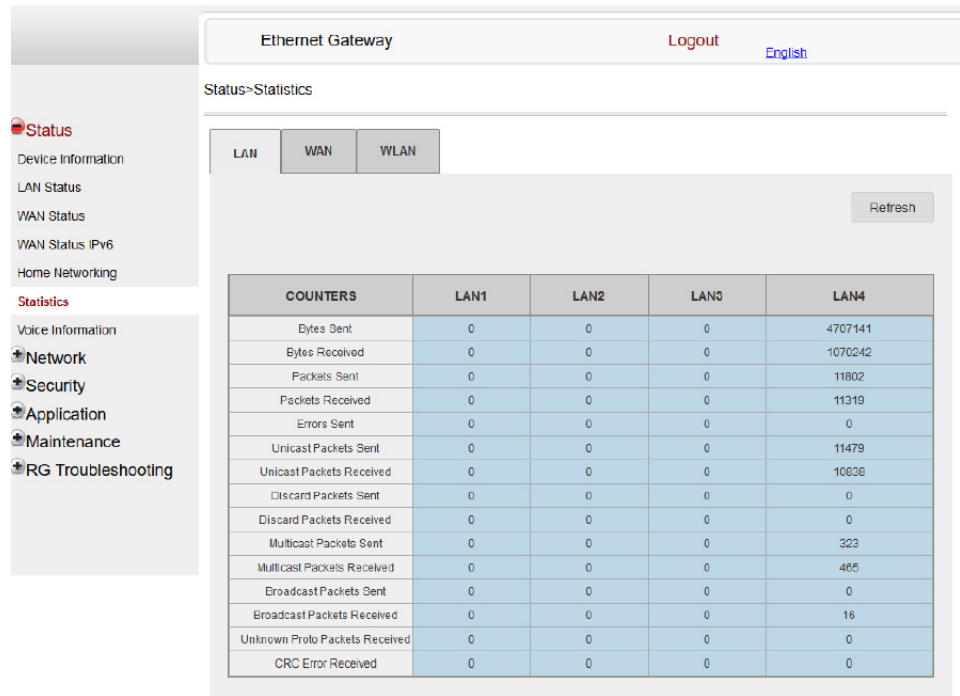 Ethernet Gateway Logout English
Status>Statistics
Status
Device Information
LAN Status
WAN Status
WAN Status IPv6
Home Networking
Statistics
Voice Information
Network
Security
Application
Maintenance
RG Troubleshooting
LAN WAN WLAN
Refresh
COUNTERS LAN1 LAN2 LAN3 LAN4
Bytes Sent 0 0 0 4707141
Bytes Received 0 0 0 1070242
Packets Sent 0 0 0 11802
Packets Received 0 0 0 11319
Errors Sent 0 0 0 0
Unicast Packets Sent 0 0 0 11479
Unicast Packets Received 0 0 0 10838
Discard Packets Sent 0 0 0 0
Discard Packets Received 0 0 0 0
Multicast Packets Sent 0 0 0 323
Multicast Packets Received 0 0 0 465
Broadcast Packets Sent 0 0 0 0
Broadcast Packets Received 0 0 0 16
Unknown Proto Packets Received 0 0 0 0
CRC Error Received 0 0 0 0